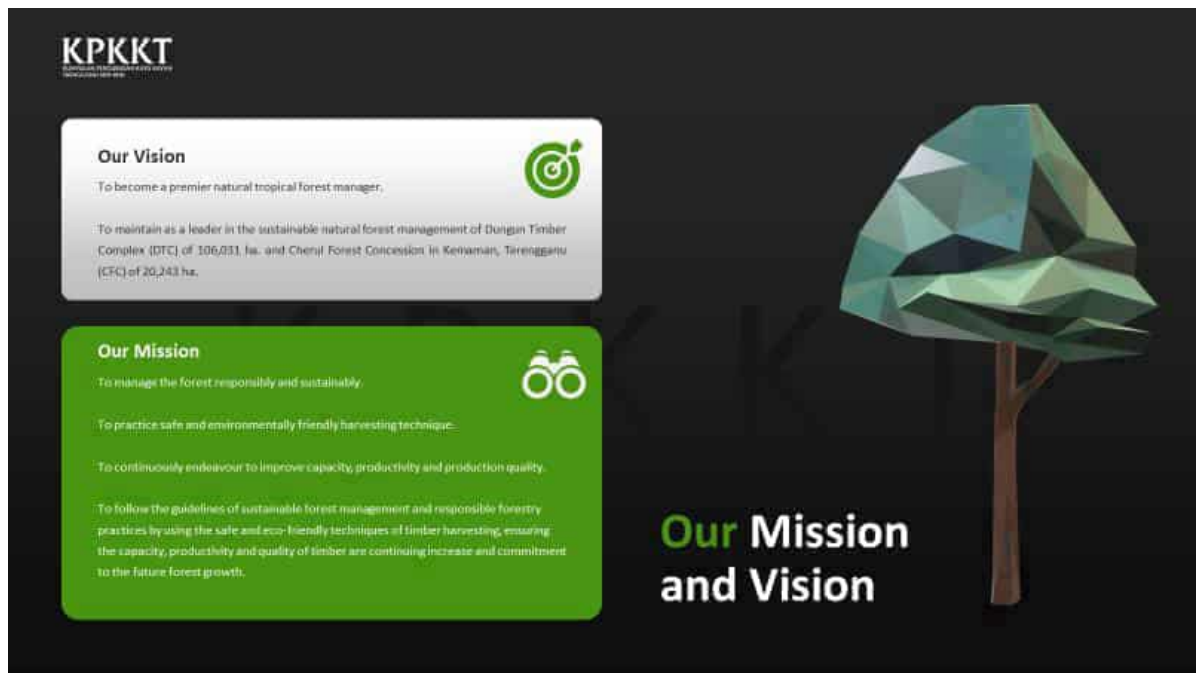 KPKKT
Our Vision
To become a premier natural tropical forest manager.
To maintain as a leader in the sustainable natural forest management of Dungun Timber
Complex (DTC) of 106,031 ha. and Cherul Forest Concession in Kemaman, Terengganu
(CFC) of 20,243 ha.
Our Mission
To manage the forest responsibly and sustainably.
To practice safe and environmentally friendly harvesting technique.
To continuously endeavour to improve capacity, productivity and production quality.
To follow the guidelines of sustainable forest management and responsible forestry
practices by using the safe and eco-friendly techniques of timber harvesting, ensuring
the capacity, productivity and quality of timber are continuing increase and commitment
to the future forest growth.
Our Mission
and Vision